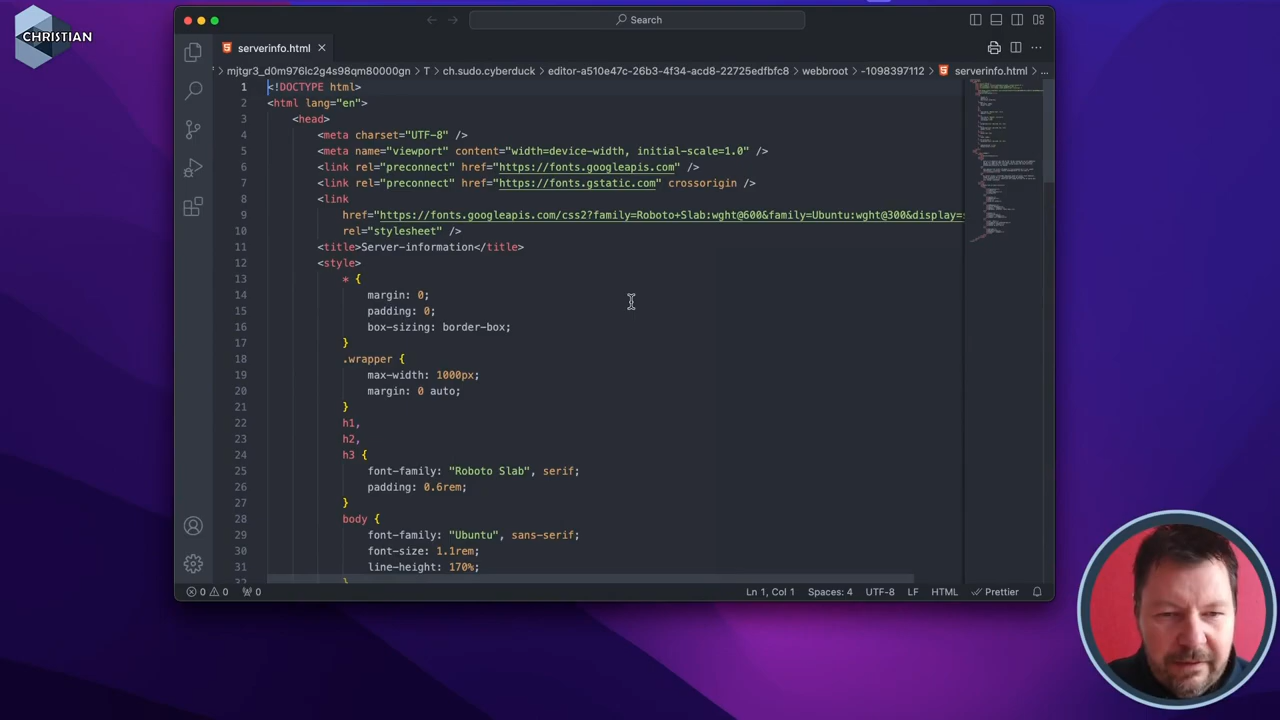 CHRISTIAN
Search
serverinfo.html
mjtgr3_d0m976lc2g4s98qm80000gn > T > ch.sudo.cyberduck > editor-a510e47c-26b3-4f34-acd8-22725edfbfc8 > webroot > -1098397112 > serverinfo.html > ...
1 <!DOCTYPE html>
2 <html lang="en">
3 <head>
4 <meta charset="UTF-8" />
5 <meta name="viewport" content="width=device-width, initial-scale=1.0" />
6 <link rel="preconnect" href="https://fonts.googleapis.com" />
7 <link rel="preconnect" href="https://fonts.gstatic.com" crossorigin />
8 <link
9 href="https://fonts.googleapis.com/css2?family=Roboto+Slab:wght@600&family=Ubuntu:wght@300&display=s
10 rel="stylesheet" />
11 <title>Server-information</title>
12 <style>
13 * {
14 margin: 0;
15 padding: 0;
16 box-sizing: border-box;
17 }
18 .wrapper {
19 max-width: 1000px;
20 margin: 0 auto;
21 }
22 h1,
23 h2,
24 h3 {
25 font-family: "Roboto Slab", serif;
26 padding: 0.6rem;
27 }
28 body {
29 font-family: "Ubuntu", sans-serif;
30 font-size: 1.1rem;
31 line-height: 170%;
32 }
0 0 0 Ln 1, Col 1 Spaces: 4 UTF-8 LF HTML Prettier